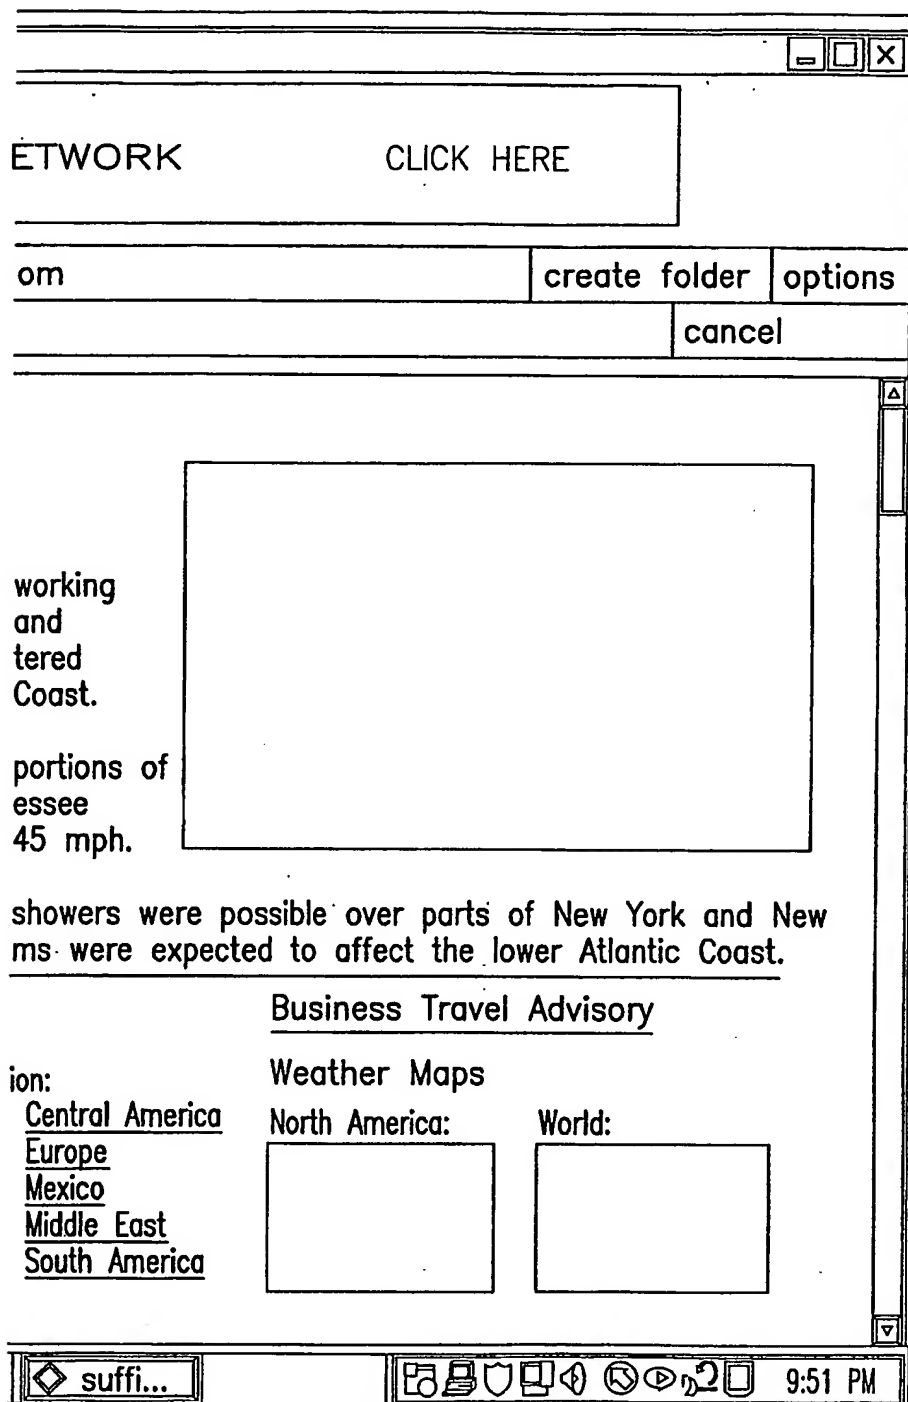 ETWORK CLICK HERE
om create folder options
cancel
working
and
tered
Coast.
portions of
essee
45 mph.
showers were possible over parts of New York and New
ms were expected to affect the lower Atlantic Coast.
Business Travel Advisory
ion: Weather Maps
Central America North America: World:
Europe
Mexico
Middle East
South America
suffi... 9:51 PM